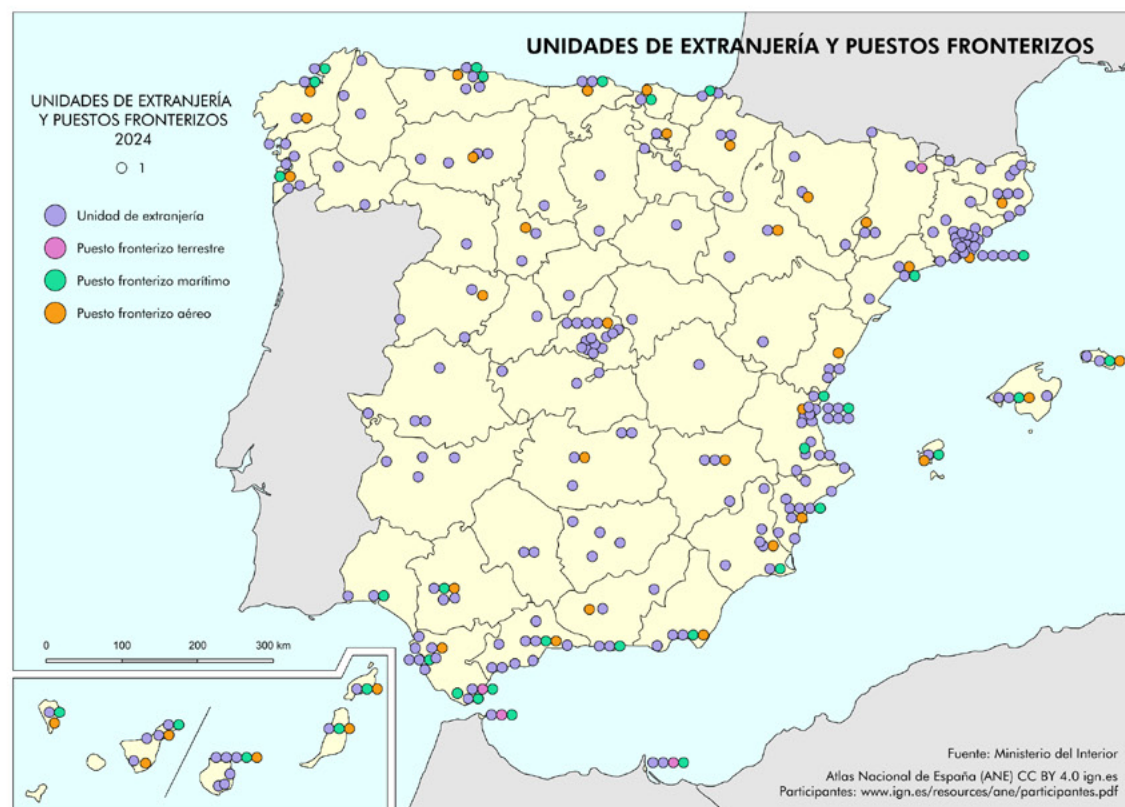 UNIDADES DE EXTRANJERÍA Y PUESTOS FRONTERIZOS
UNIDADES DE EXTRANJERÍA
Y PUESTOS FRONTERIZOS
2024
1
Unidad de extranjería
Puesto fronterizo terrestre
Puesto fronterizo marítimo
Puesto fronterizo aéreo
0 100 200 300 km
Fuente: Ministerio del Interior
Atlas Nacional de España (ANE) CC BY 4.0 ign.es
Participantes: www.ign.es/resources/ane/participantes.pdf